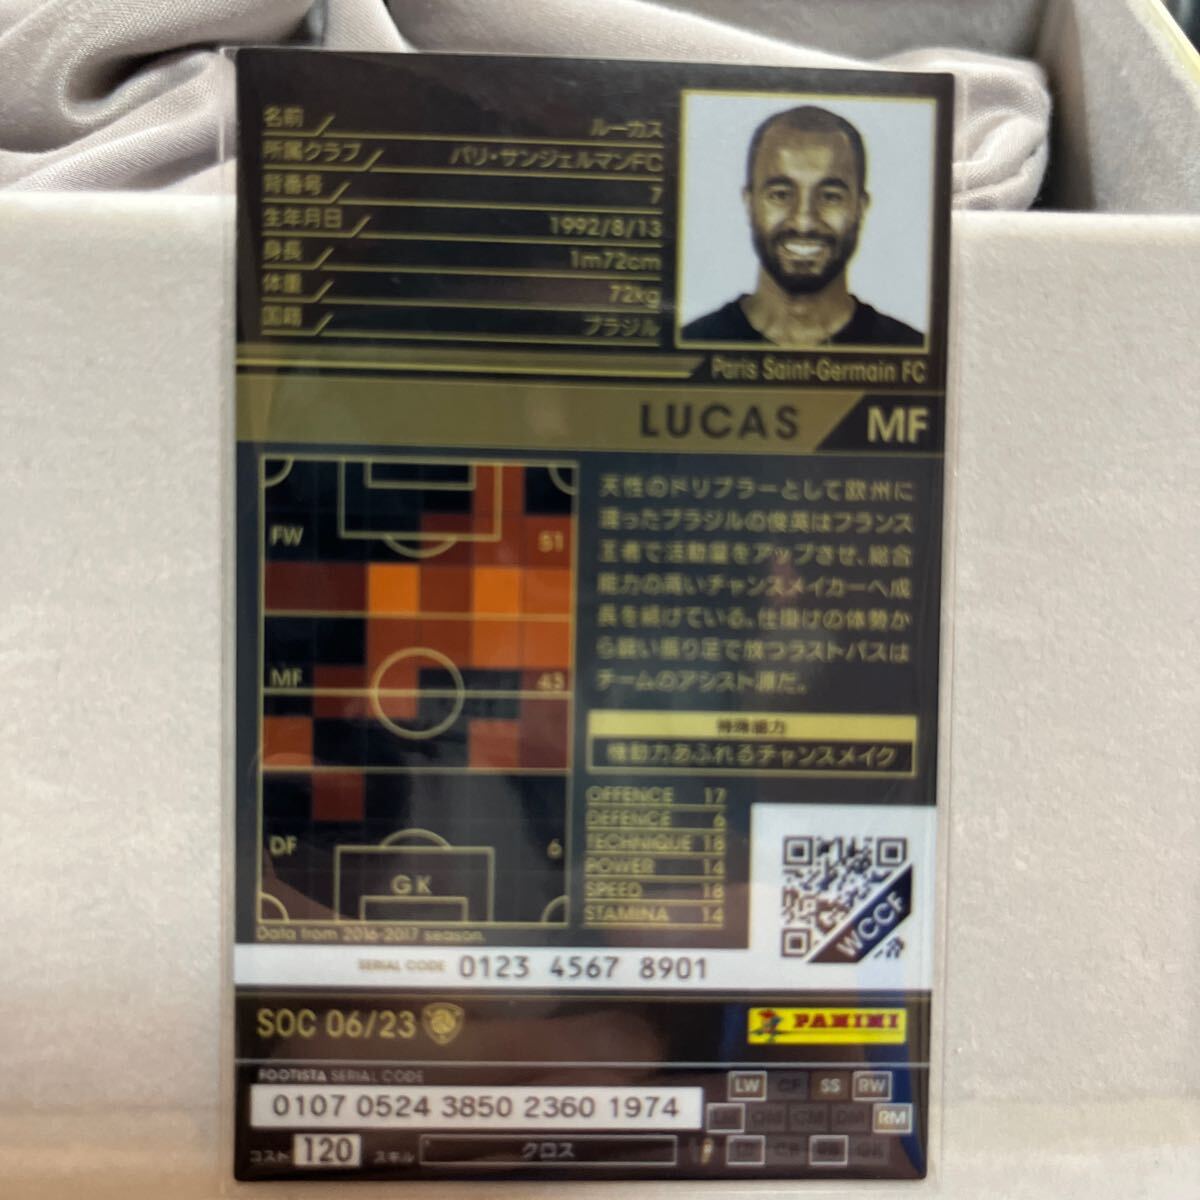 名前 ルーカス
所属クラブ パリ・サンジェルマンFC
背番号 7
生年月日 1992/8/13
身長 1m72cm
体重 72kg
国籍 ブラジル
Paris Saint-Germain FC
LUCAS MF
FW 51
MF 43
DF 6
GK
Data from 2016-2017 season.
天性のドリブラーとして欧州に
渡ったブラジルの俊英はフランス
王者で活動量をアップさせ、総合
能力の高いチャンスメイカーへ成
長を続けている。仕掛けの体勢か
ら鋭い振り足で放つラストパスは
チームのアシスト源だ。
特殊能力
機動力あふれるチャンスメイク
OFFENCE 17
DEFENCE 6
TECHNIQUE 18
POWER 14
SPEED 18
STAMINA 14
WCCF
SERIAL CODE 0123 4567 8901
SOC 06/23
PANINI
FOOTISTA SERIAL CODE
0107 0524 3850 2360 1974
コスト 120 スキル クロス
LW CF SS RW
OM CM DM RM